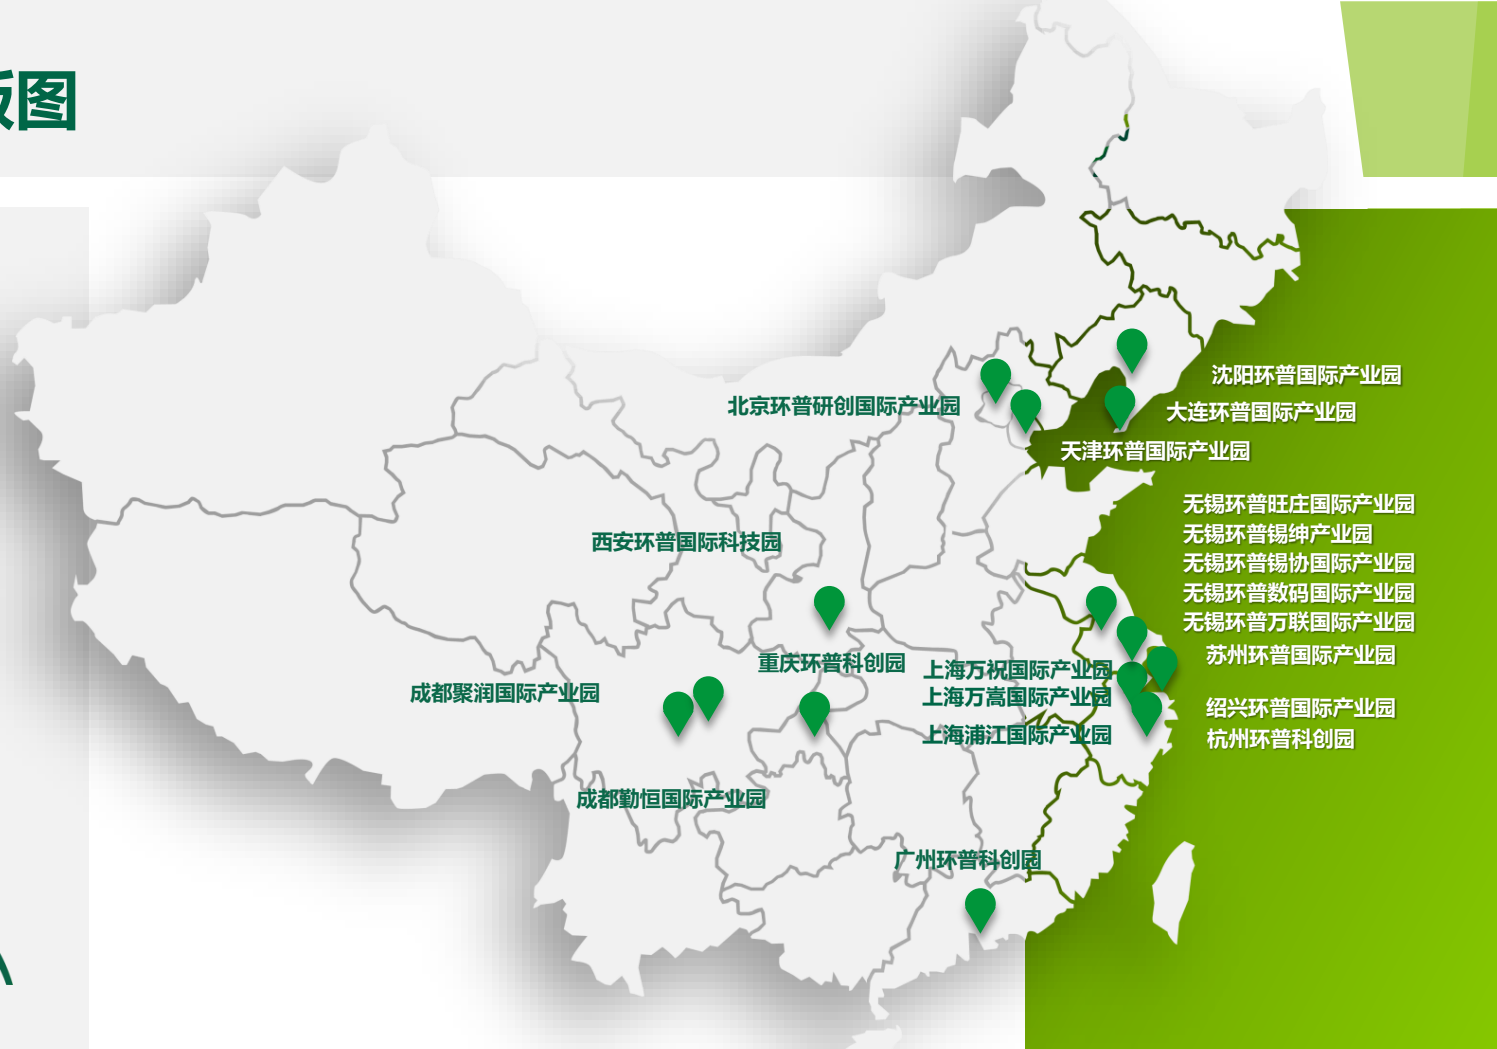 版图
沈阳环普国际产业园
北京环普研创国际产业园
大连环普国际产业园
天津环普国际产业园
无锡环普旺庄国际产业园
无锡环普锡绅产业园
西安环普国际科技园
无锡环普锡协国际产业园
无锡环普数码国际产业园
无锡环普万联国际产业园
苏州环普国际产业园
重庆环普科创园
上海万祝国际产业园
成都聚润国际产业园
上海万嵩国际产业园
绍兴环普国际产业园
上海浦江国际产业园
杭州环普科创园
成都勤恒国际产业园
广州环普科创园